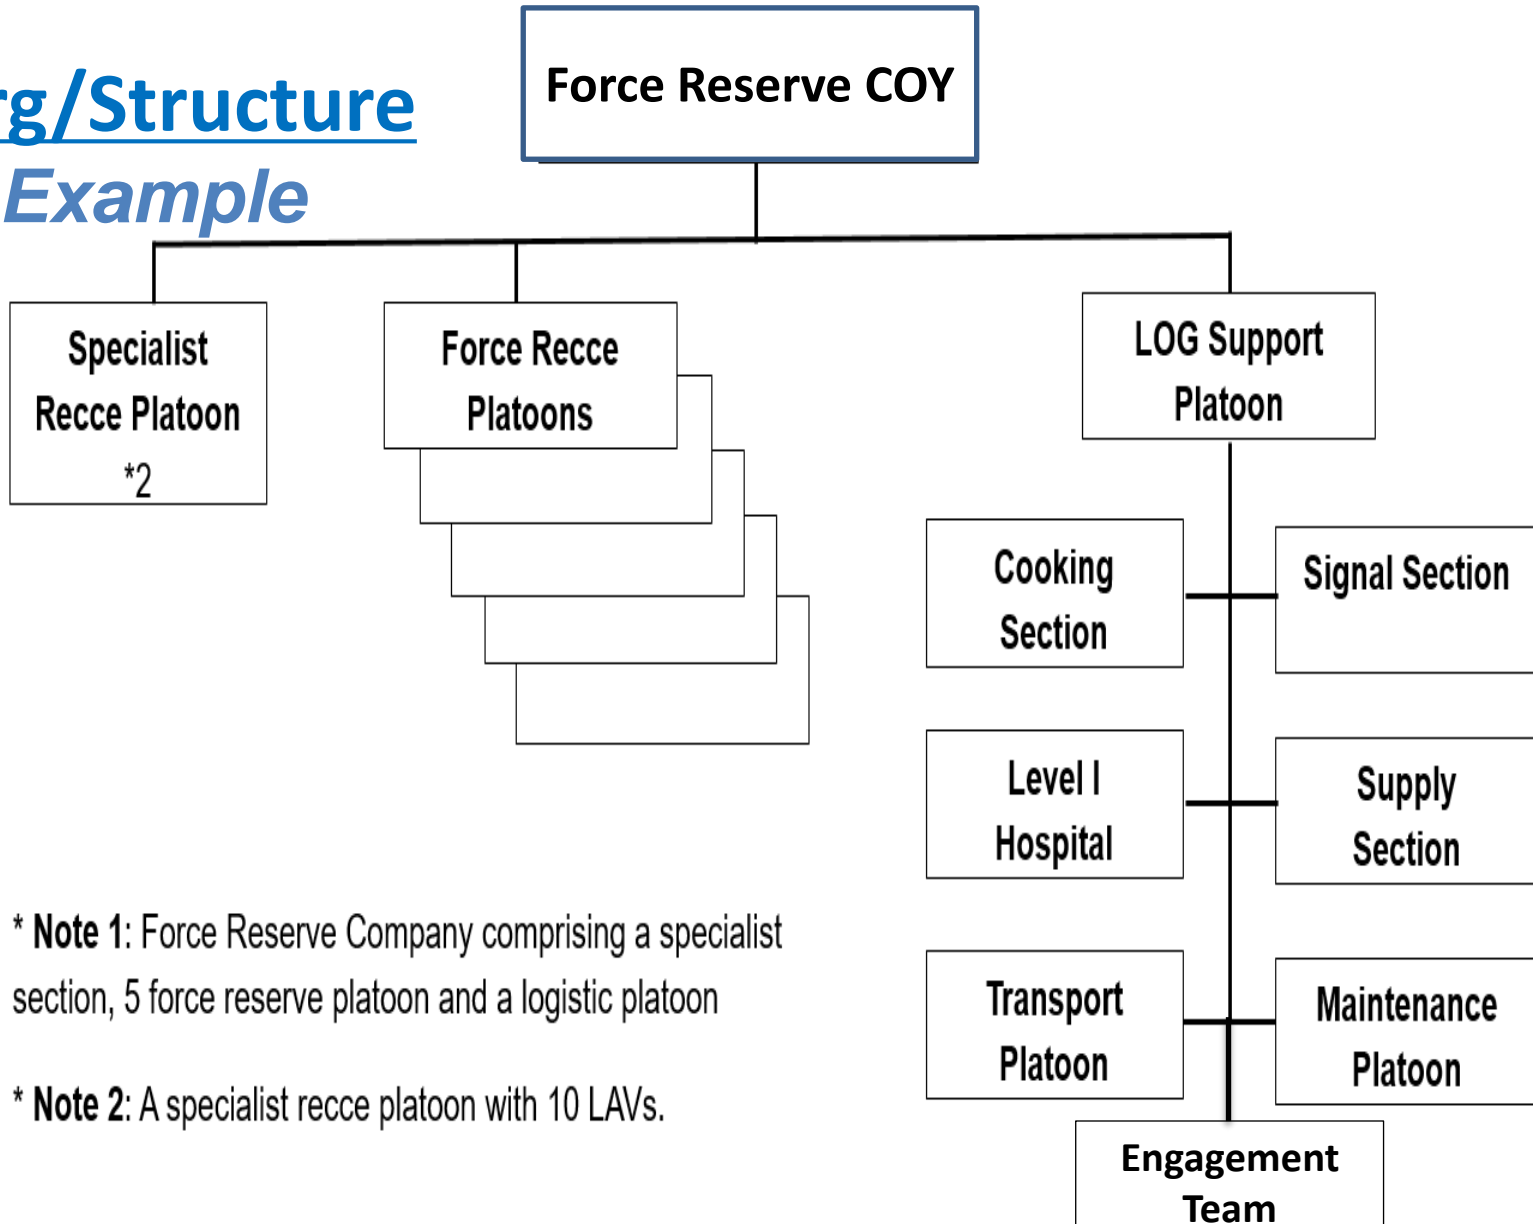 Force Reserve COY
rg/Structure
Example
Specialist
Recce Platoon
*2
Force Recce
Platoons
LOG Support
Platoon
Cooking
Section
Signal Section
Level I
Hospital
Supply
Section
Transport
Platoon
Maintenance
Platoon
Engagement
Team
* Note 1: Force Reserve Company comprising a specialist
section, 5 force reserve platoon and a logistic platoon
* Note 2: A specialist recce platoon with 10 LAVs.